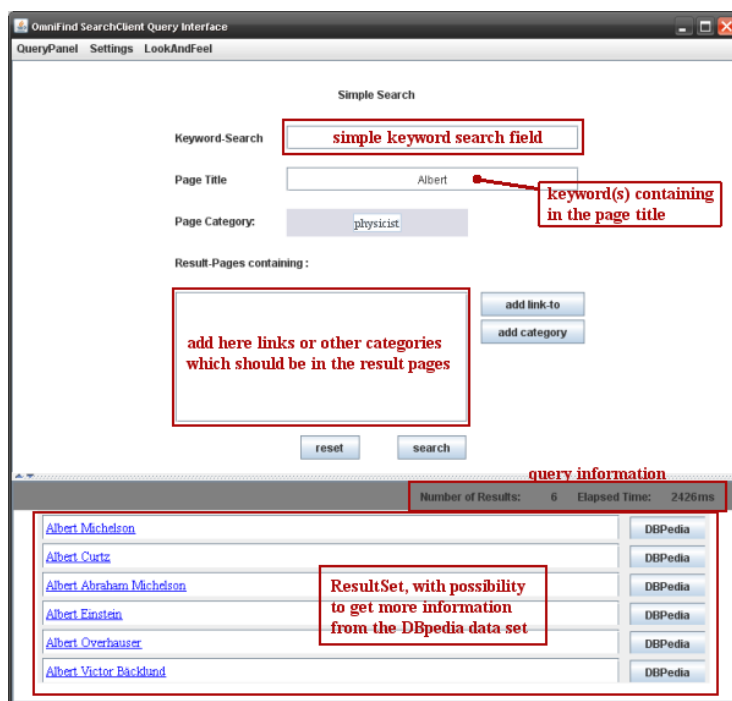 OmniFind SearchClient Query Interface
QueryPanel Settings LookAndFeel
Simple Search
Keyword-Search
simple keyword search field
Page Title
Albert
keyword(s) containing
in the page title
Page Category:
physicist
Result-Pages containing :
add here links or other categories
which should be in the result pages
add link-to
add category
reset
search
query information
Number of Results: 6 Elapsed Time: 2426ms
Albert Michelson DBPedia
Albert Curtz DBPedia
Albert Abraham Michelson DBPedia
Albert Einstein DBPedia
Albert Overhauser DBPedia
Albert Victor Bäcklund DBPedia
ResultSet, with possibility
to get more information
from the DBpedia data set